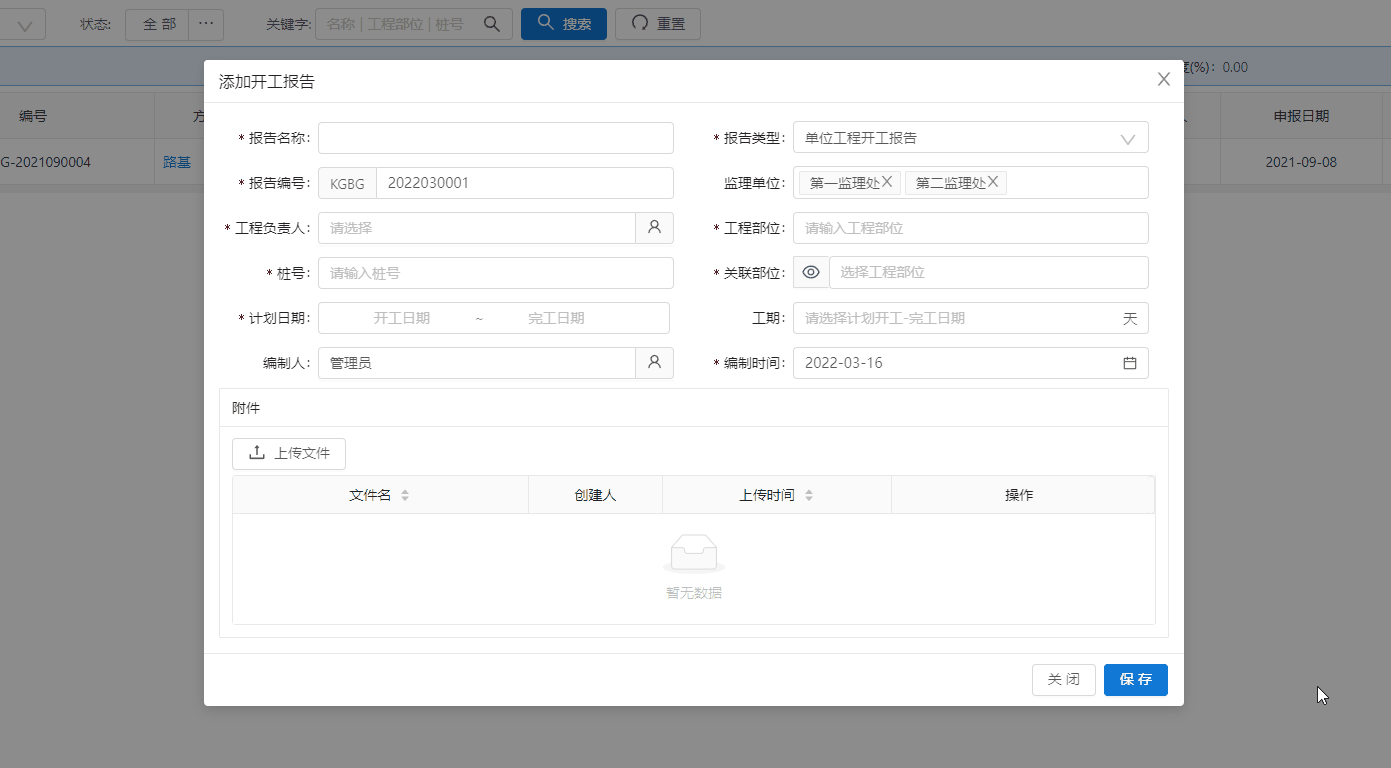 状态: 全 部 ··· 关键字: 名称 | 工程部位 | 桩号 搜索 重置
度(%)：0.00
编号 申报日期
G-2021090004 路基 2021-09-08
添加开工报告
* 报告名称: * 报告类型: 单位工程开工报告
* 报告编号: KGBG 2022030001 监理单位: 第一监理处 第二监理处
* 工程负责人: 请选择 * 工程部位: 请输入工程部位
* 桩号: 请输入桩号 * 关联部位: 选择工程部位
* 计划日期: 开工日期 ~ 完工日期 工期: 请选择计划开工-完工日期 天
编制人: 管理员 * 编制时间: 2022-03-16
附件
上传文件
文件名 创建人 上传时间 操作
暂无数据
关 闭 保 存